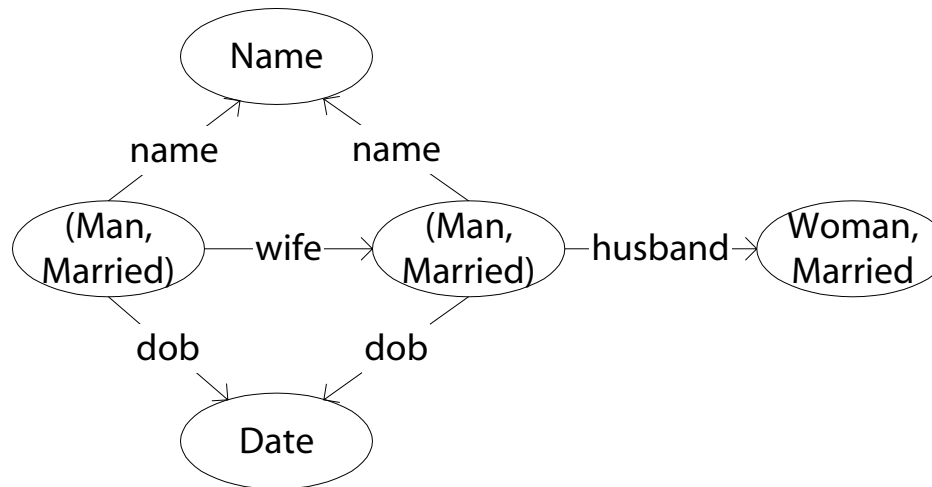 Name
name
name
(Man,
Married)
wife
(Man,
Married)
husband
Woman,
Married
dob
dob
Date